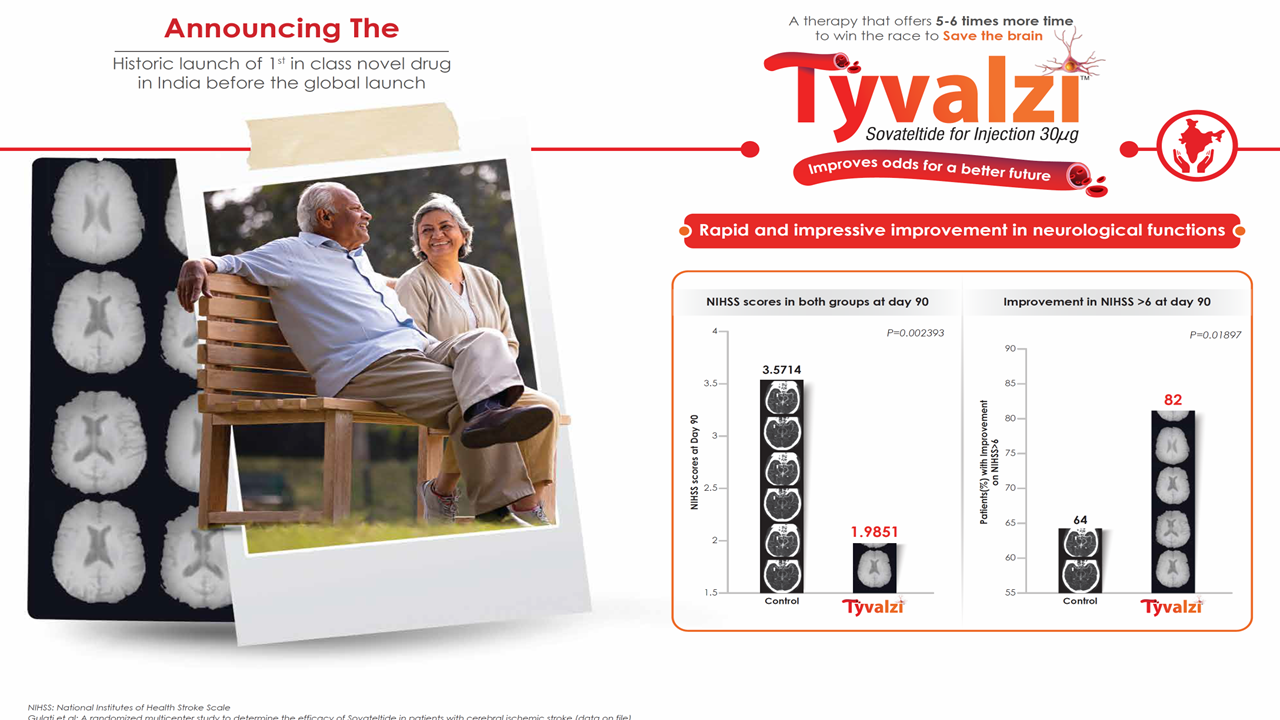 Announcing The
Historic launch of 1st in class novel drug
in India before the global launch
A therapy that offers 5-6 times more time
to win the race to Save the brain
Tyvalzi™
Sovateltide for Injection 30µg
Improves odds for a better future
Rapid and impressive improvement in neurological functions
NIHSS scores in both groups at day 90
P=0.002393
NIHSS scores at Day 90
4
3.5
3
2.5
2
1.5
3.5714
1.9851
Control
Tyvalzi
Improvement in NIHSS >6 at day 90
P=0.01897
Patients(%) with Improvement
on NIHSS>6
90
85
80
75
70
65
60
55
64
82
Control
Tyvalzi
NIHSS: National Institutes of Health Stroke Scale
Gulati et al: A randomized multicenter study to determine the efficacy of Sovateltide in patients with cerebral ischemic stroke (data on file)